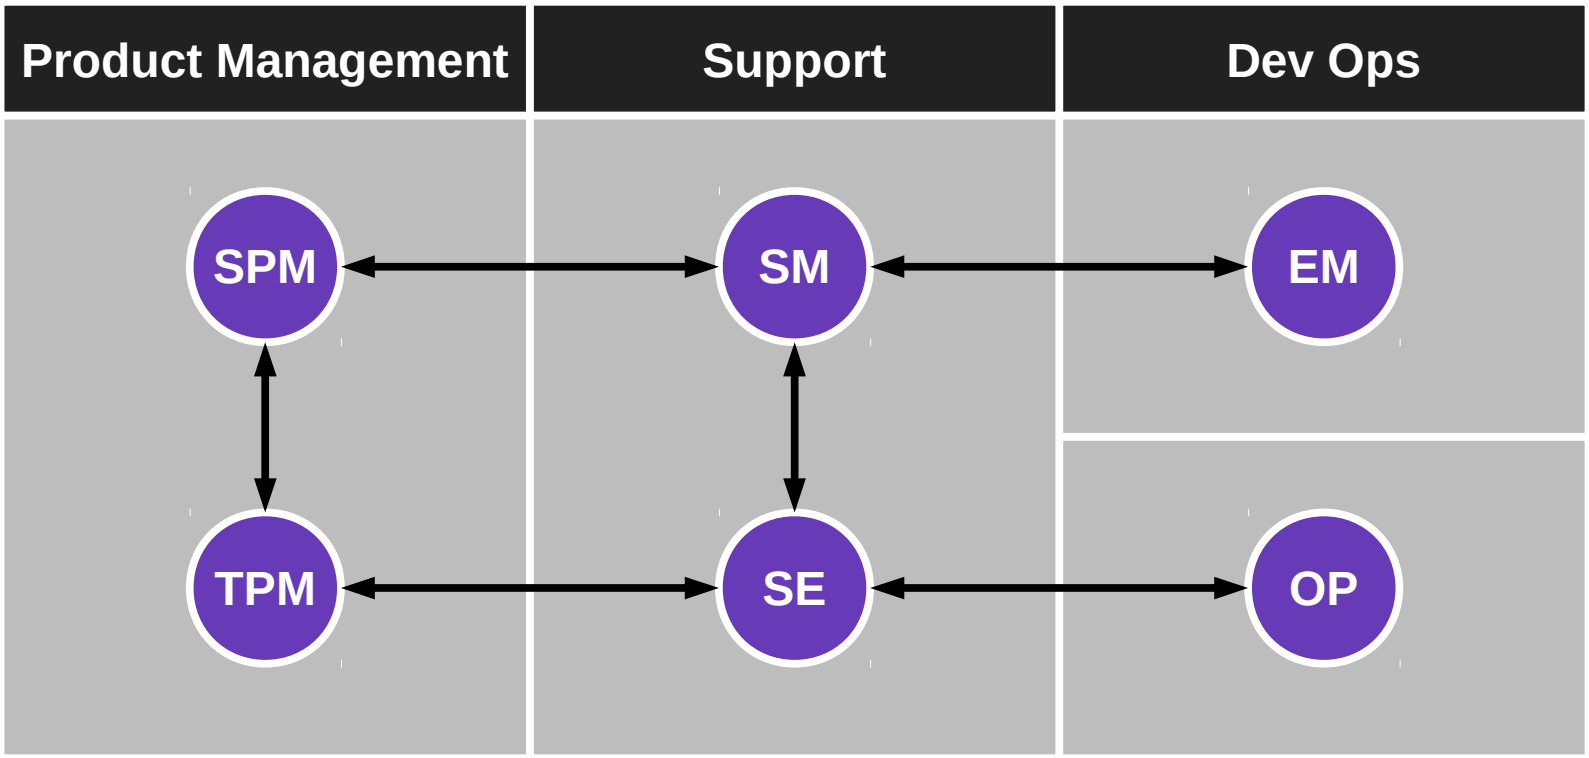 Product Management
Support
Dev Ops
SPM
SM
EM
TPM
SE
OP